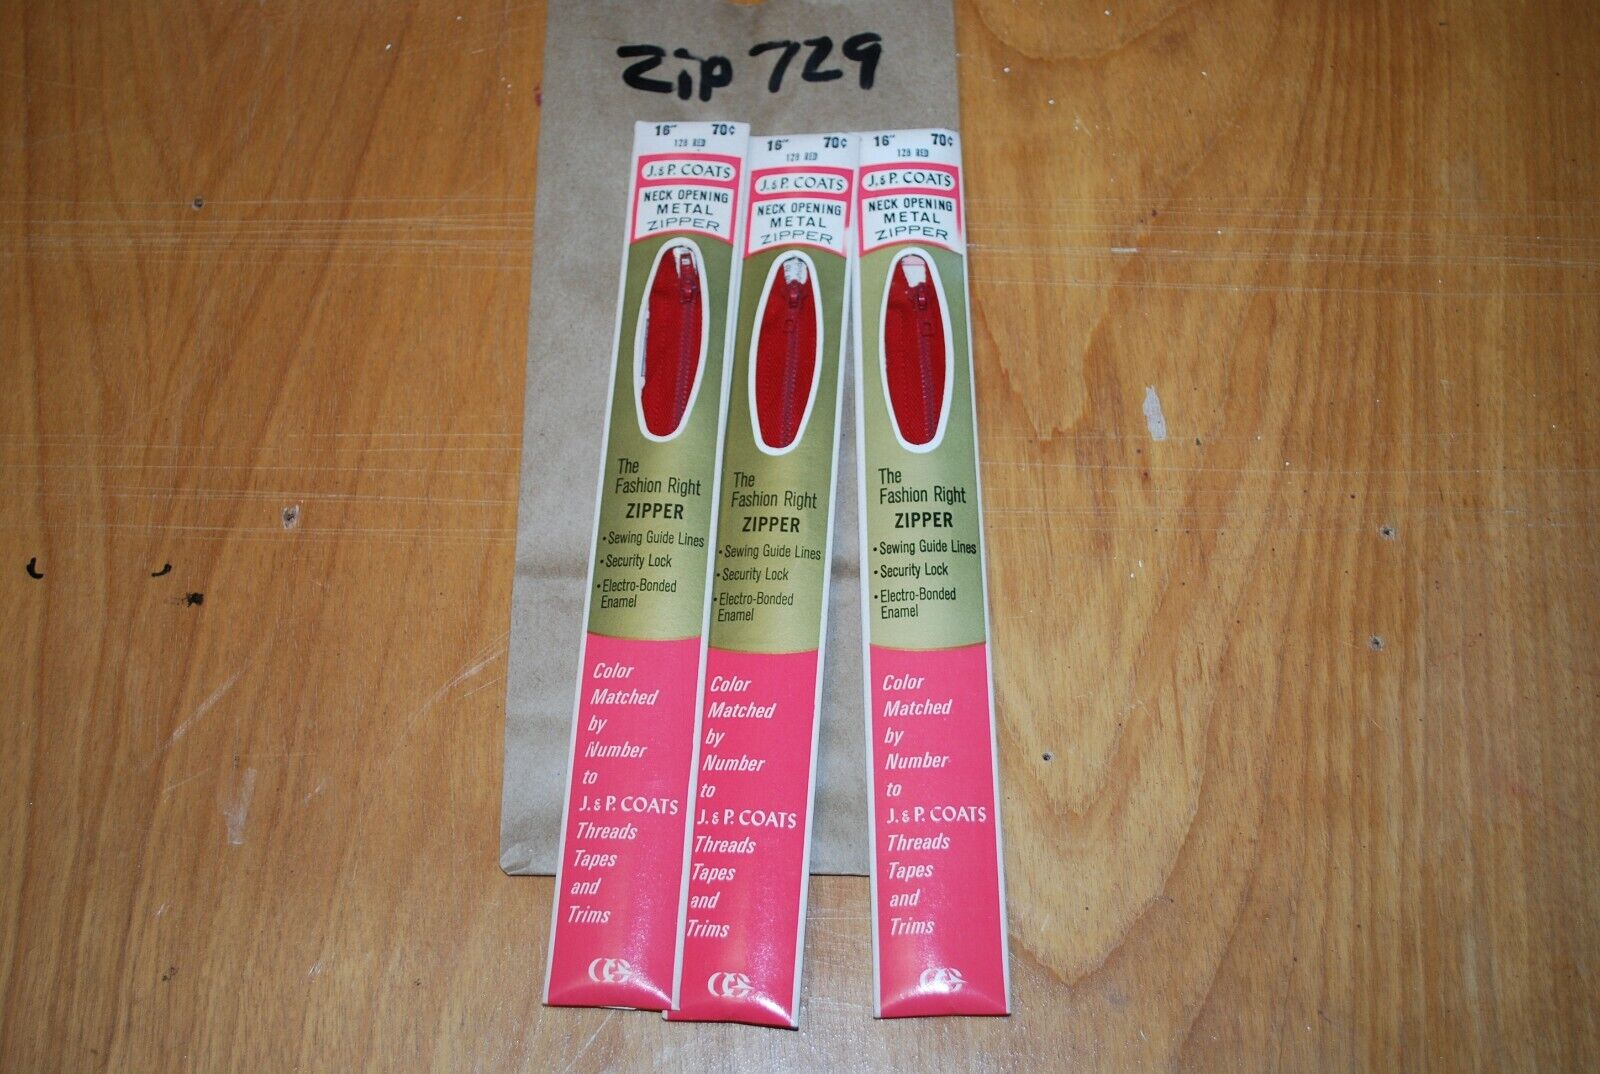 Zip 729
16" 70¢
128 RED
J. & P. COATS
NECK OPENING
METAL
ZIPPER
The
Fashion Right
ZIPPER
• Sewing Guide Lines
• Security Lock
• Electro-Bonded
Enamel
Color
Matched
by
Number
to
J. & P. COATS
Threads
Tapes
and
Trims
16" 70¢
128 RED
J. & P. COATS
NECK OPENING
METAL
ZIPPER
The
Fashion Right
ZIPPER
• Sewing Guide Lines
• Security Lock
• Electro-Bonded
Enamel
Color
Matched
by
Number
to
J. & P. COATS
Threads
Tapes
and
Trims
16" 70¢
128 RED
J. & P. COATS
NECK OPENING
METAL
ZIPPER
The
Fashion Right
ZIPPER
• Sewing Guide Lines
• Security Lock
• Electro-Bonded
Enamel
Color
Matched
by
Number
to
J. & P. COATS
Threads
Tapes
and
Trims